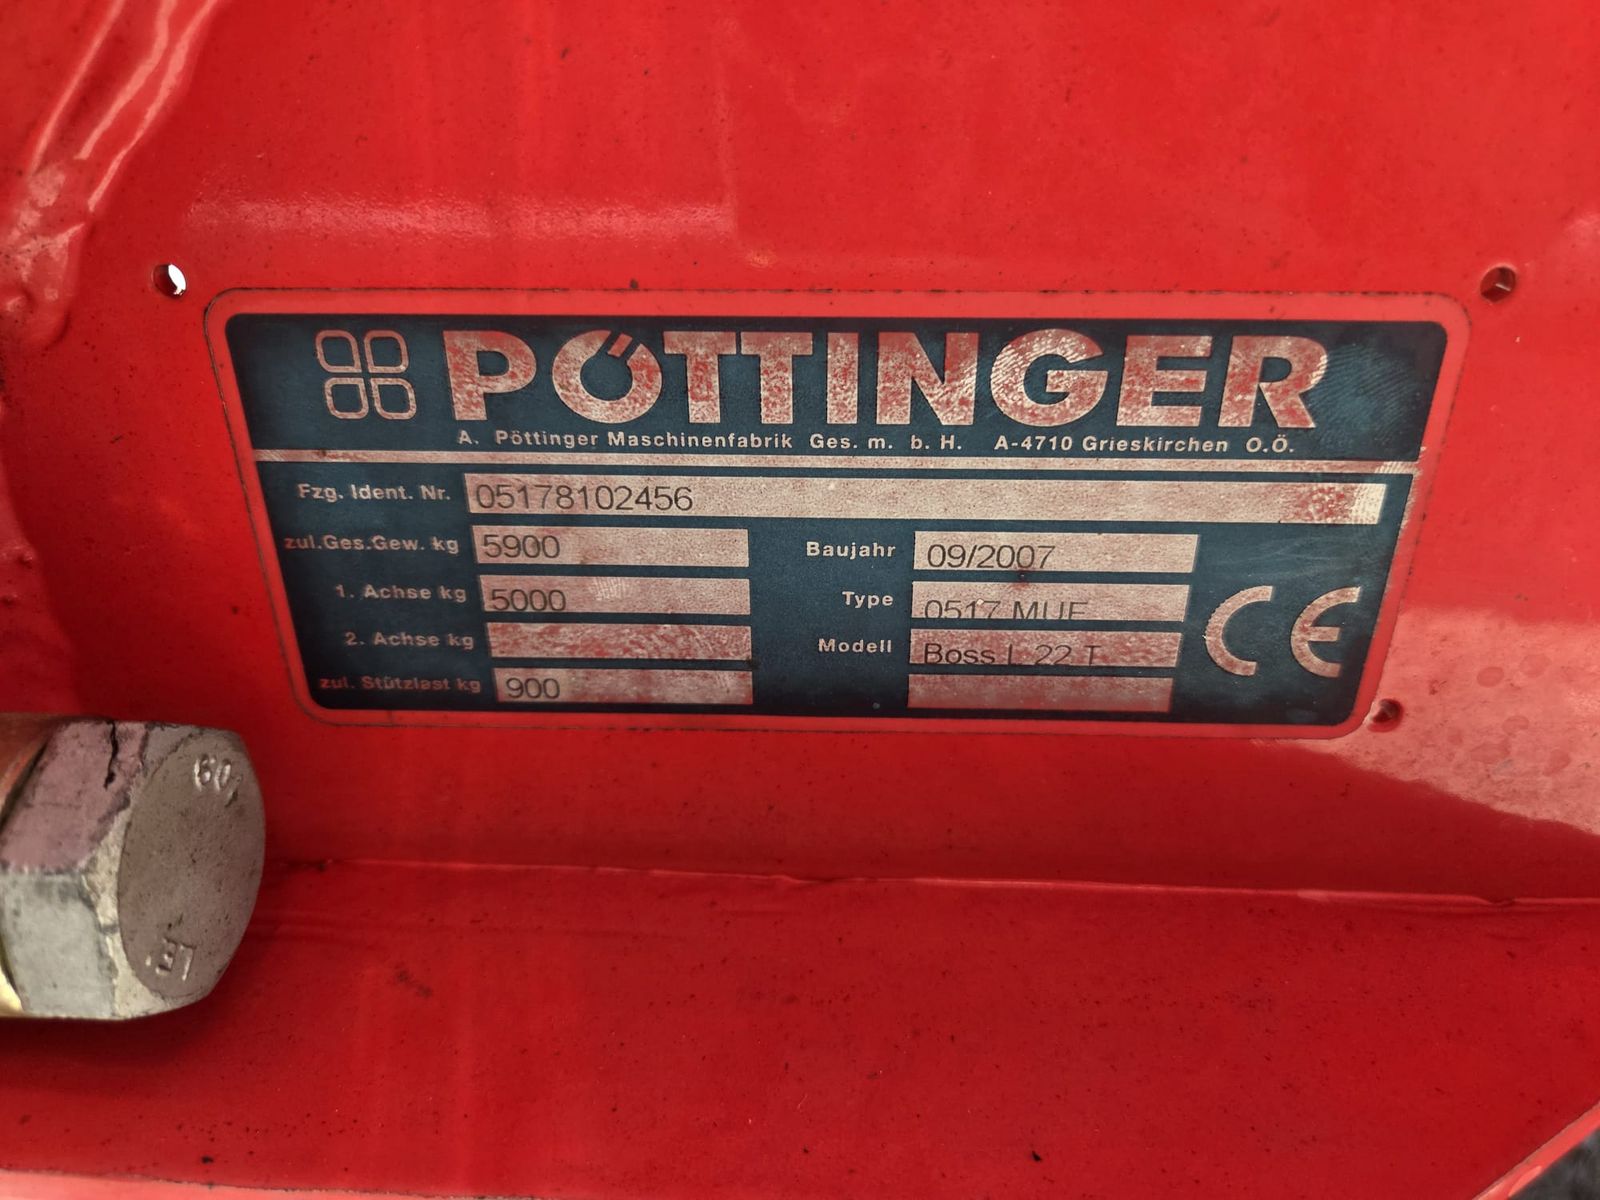 PÖTTINGER
A. Pöttinger Maschinenfabrik Ges. m. b. H. A-4710 Grieskirchen O.Ö.
Fzg. Ident. Nr. 05178102456
zul.Ges.Gew. kg 5900 Baujahr 09/2007
1. Achse kg 5000 Type 0517 MUF
2. Achse kg Modell Boss L 22 T
zul. Stützlast kg 900
CE